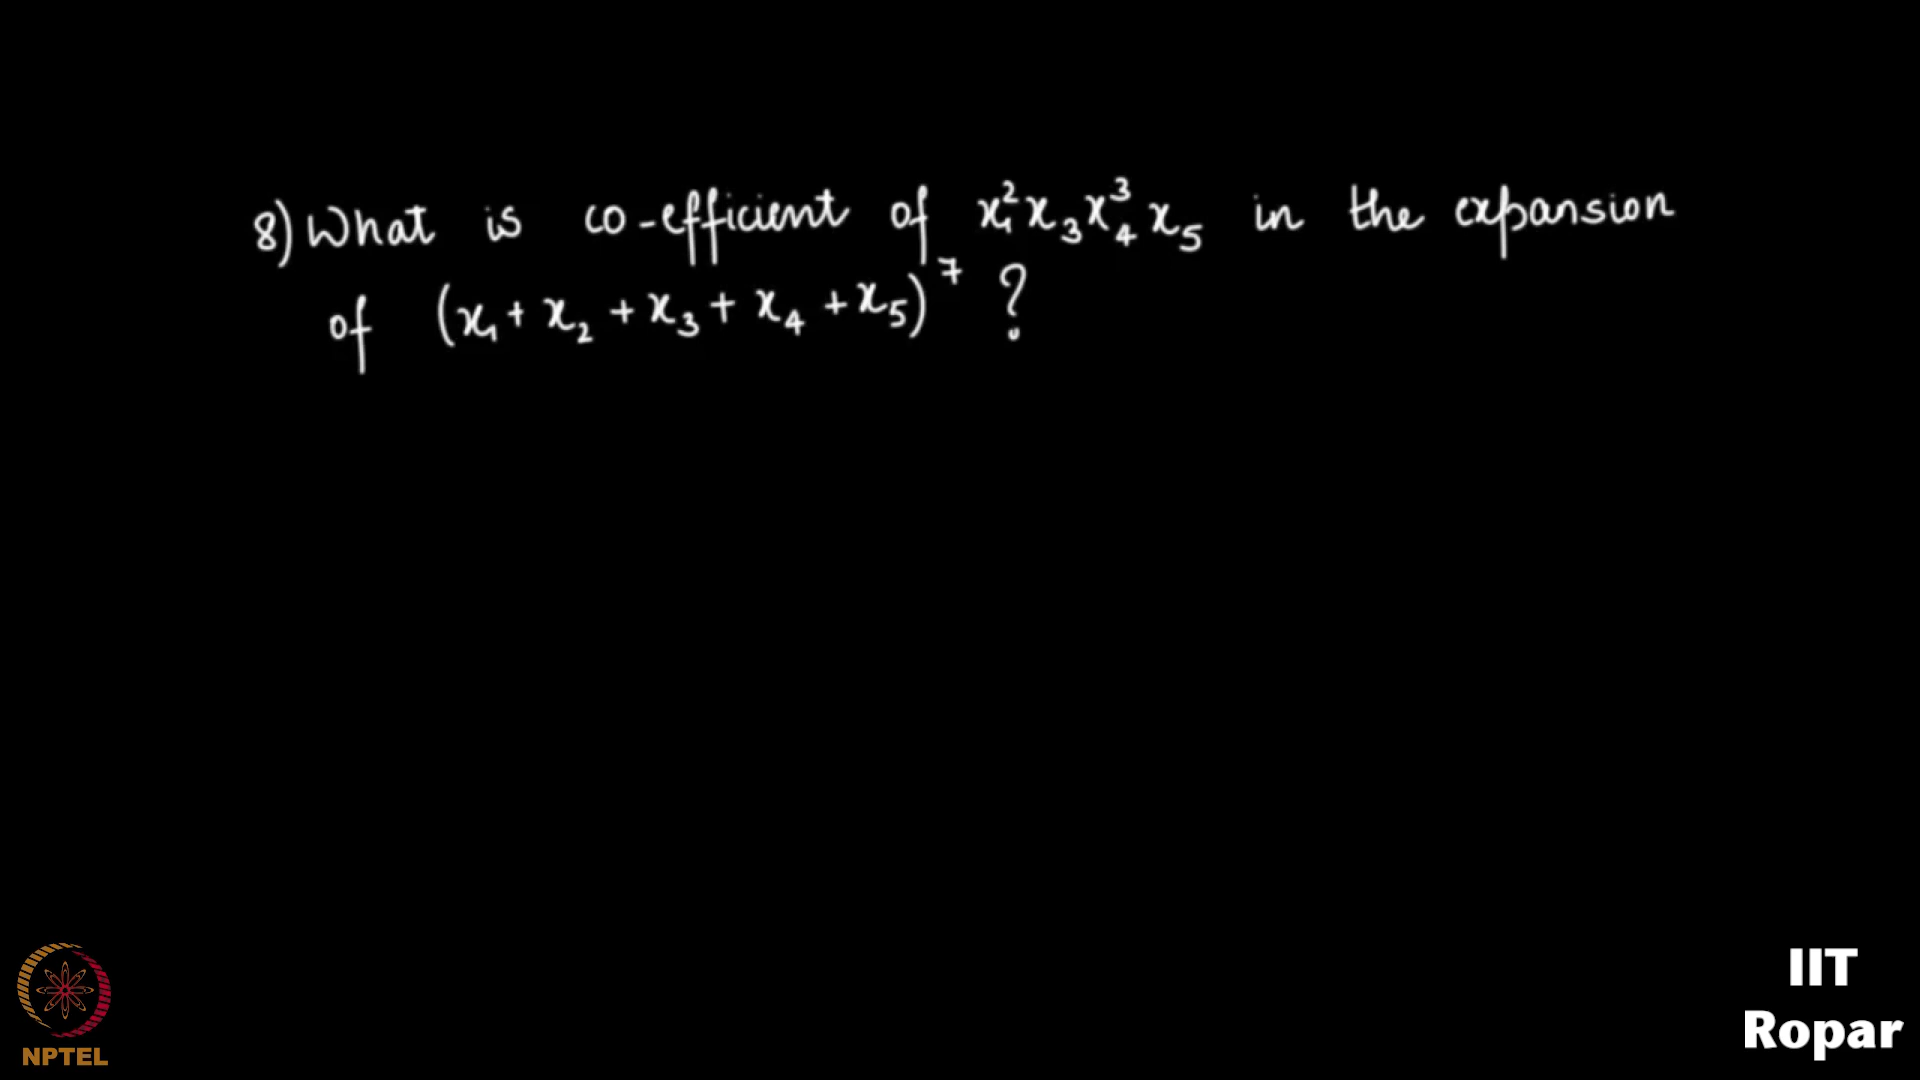 8) What is co-efficient of x₁²x₃x₄³x₅ in the expansion
of (x₁ + x₂ + x₃ + x₄ + x₅)⁷ ?
NPTEL
IIT
Ropar